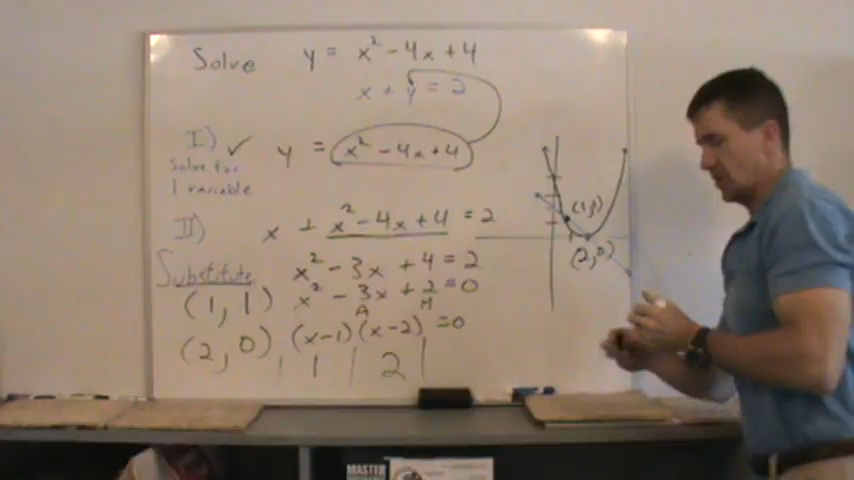 Solve y = x² - 4x + 4
x + y = 2
I) ✓ y = x² - 4x + 4
Solve for
1 variable
II) x + x² - 4x + 4 = 2
Substitute x² - 3x + 4 = 2
(1, 1) x² - 3x + 2 = 0
A M
(2, 0) (x-1)(x-2) = 0
1 | 2
(1,1)
(2,0)
MASTER